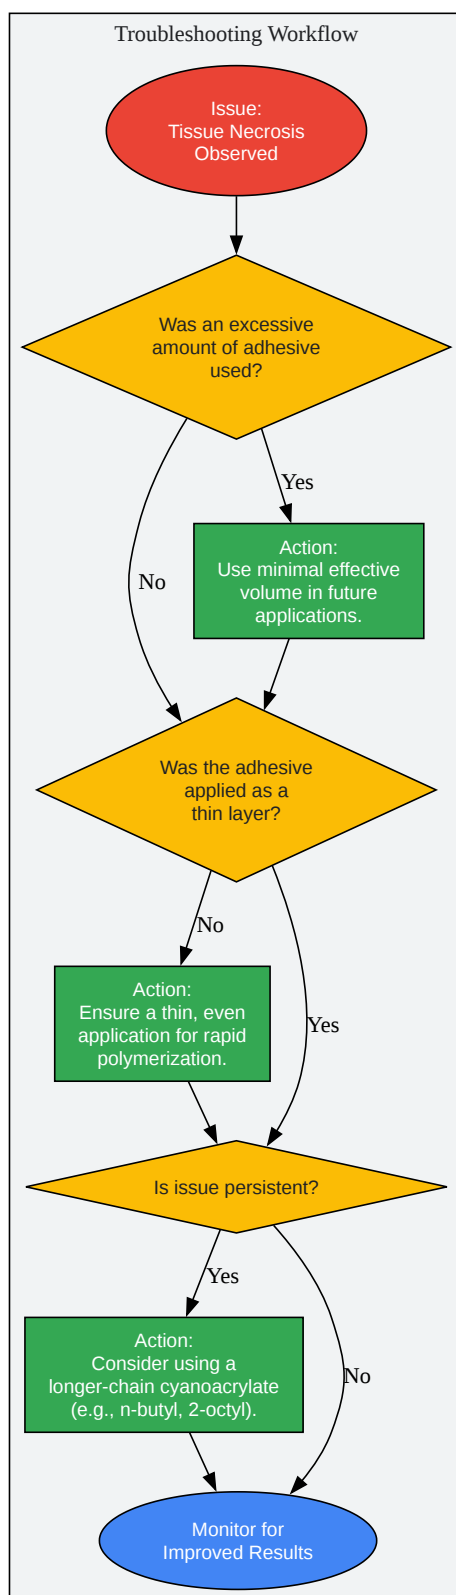 Troubleshooting Workflow
Issue:
Tissue Necrosis
Observed
Was an excessive
amount of adhesive
used?
Yes
No
Action:
Use minimal effective
volume in future
applications.
Was the adhesive
applied as a
thin layer?
No
Yes
Action:
Ensure a thin, even
application for rapid
polymerization.
Is issue persistent?
Yes
No
Action:
Consider using a
longer-chain cyanoacrylate
(e.g., n-butyl, 2-octyl).
Monitor for
Improved Results